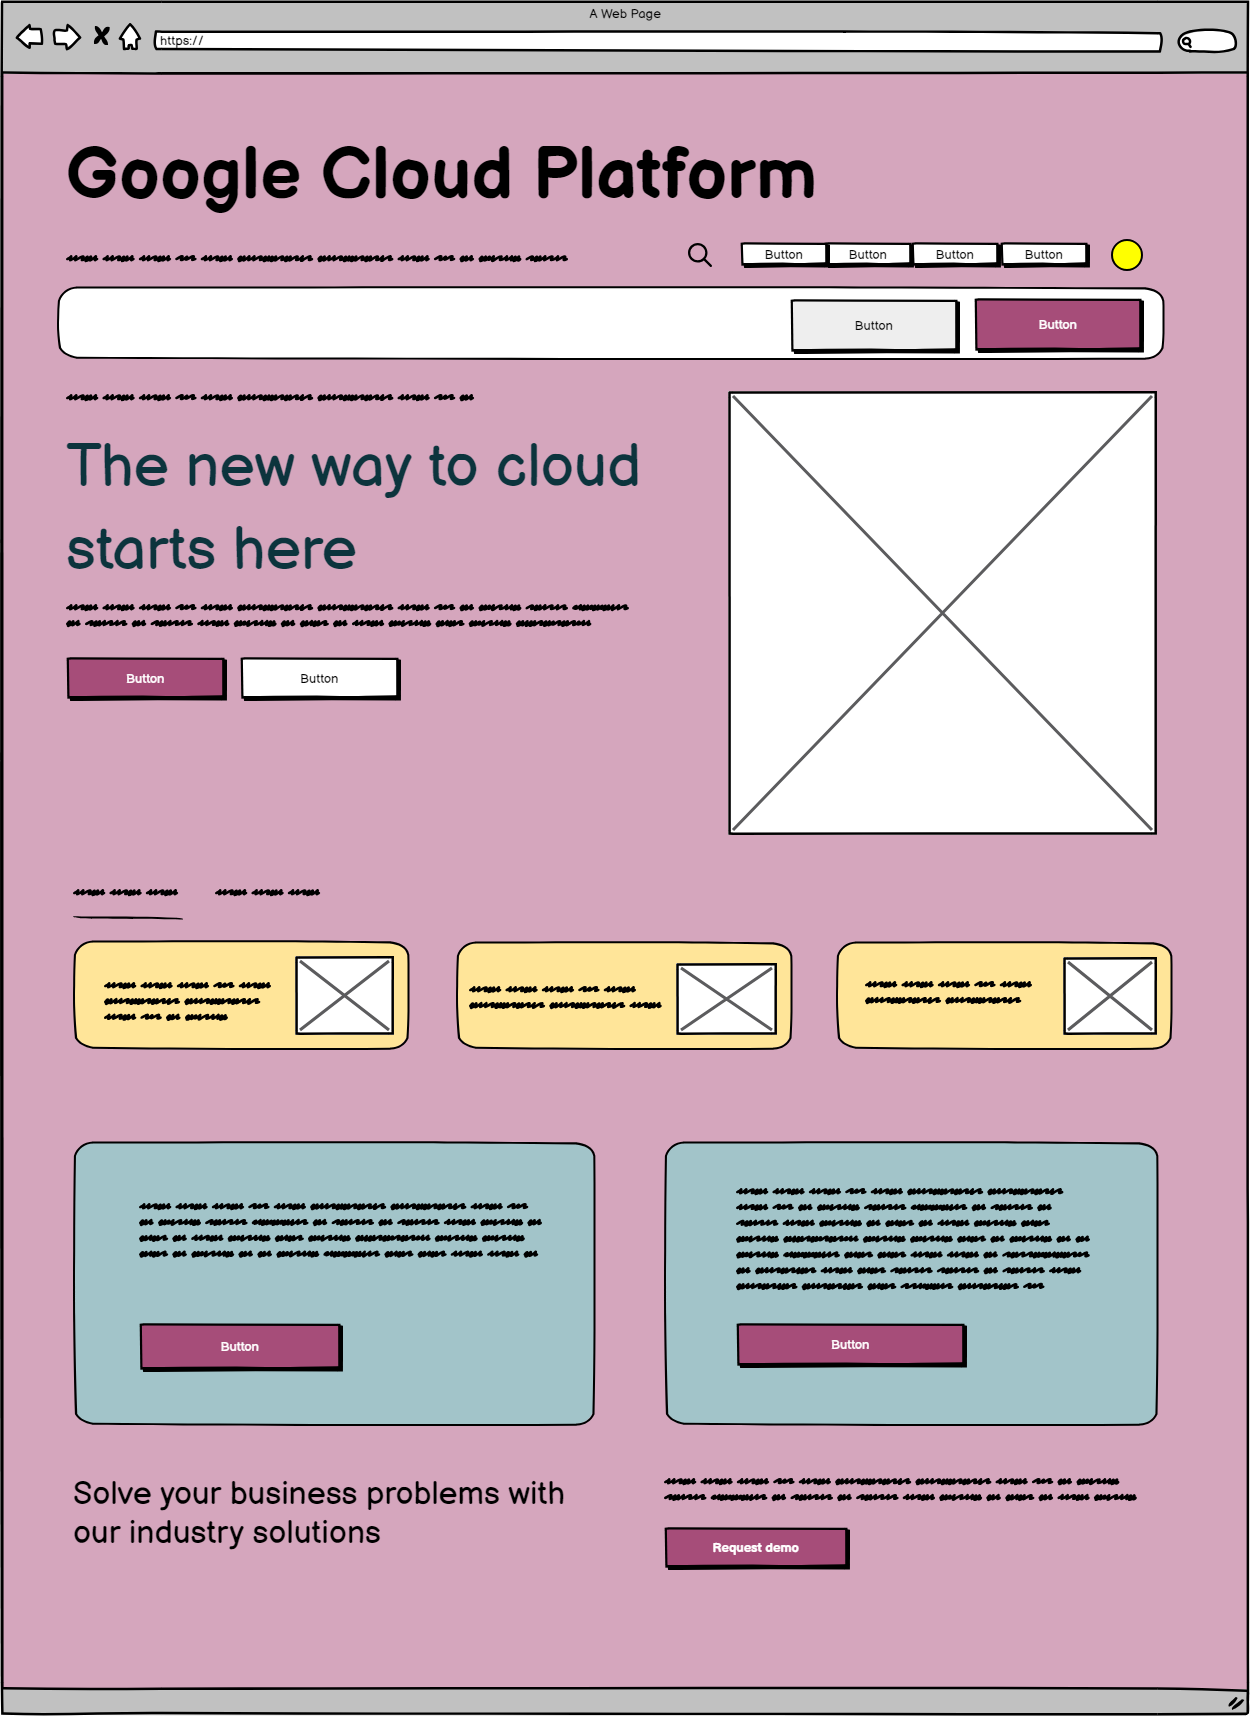 A Web Page
https://
Google Cloud Platform
Button Button Button Button
Button Button
The new way to cloud
starts here
Button Button
Button Button
Solve your business problems with
our industry solutions
Request demo